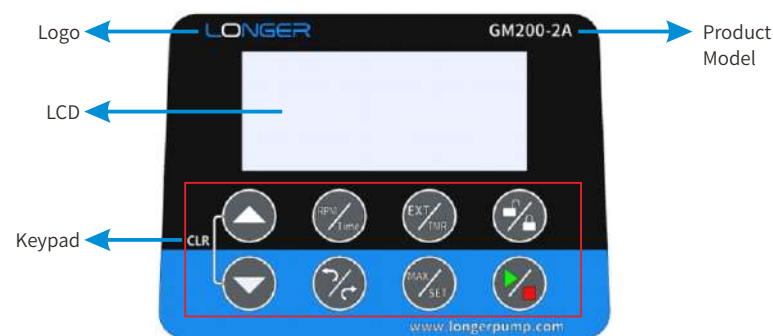 Logo
LONGER
GM200-2A
Product
Model
LCD
RPM/Time
EXT/TMR
Keypad
CLR
MAX/SET
www.longerpump.com